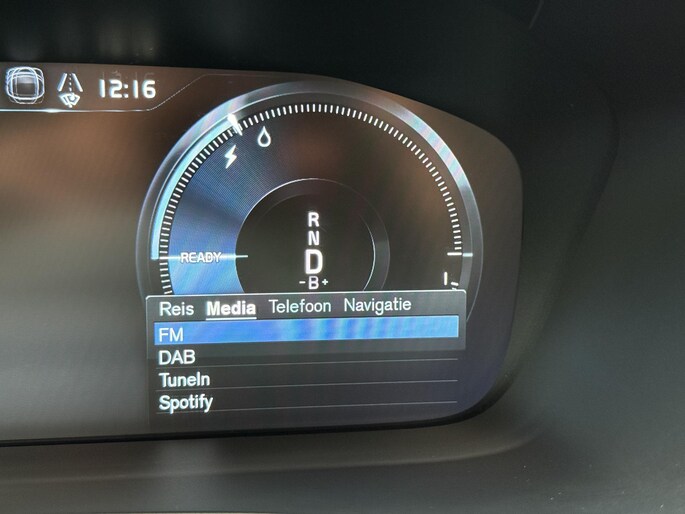 12:16
R
N
D
READY
-B+
Reis Media Telefoon Navigatie
FM
DAB
TuneIn
Spotify